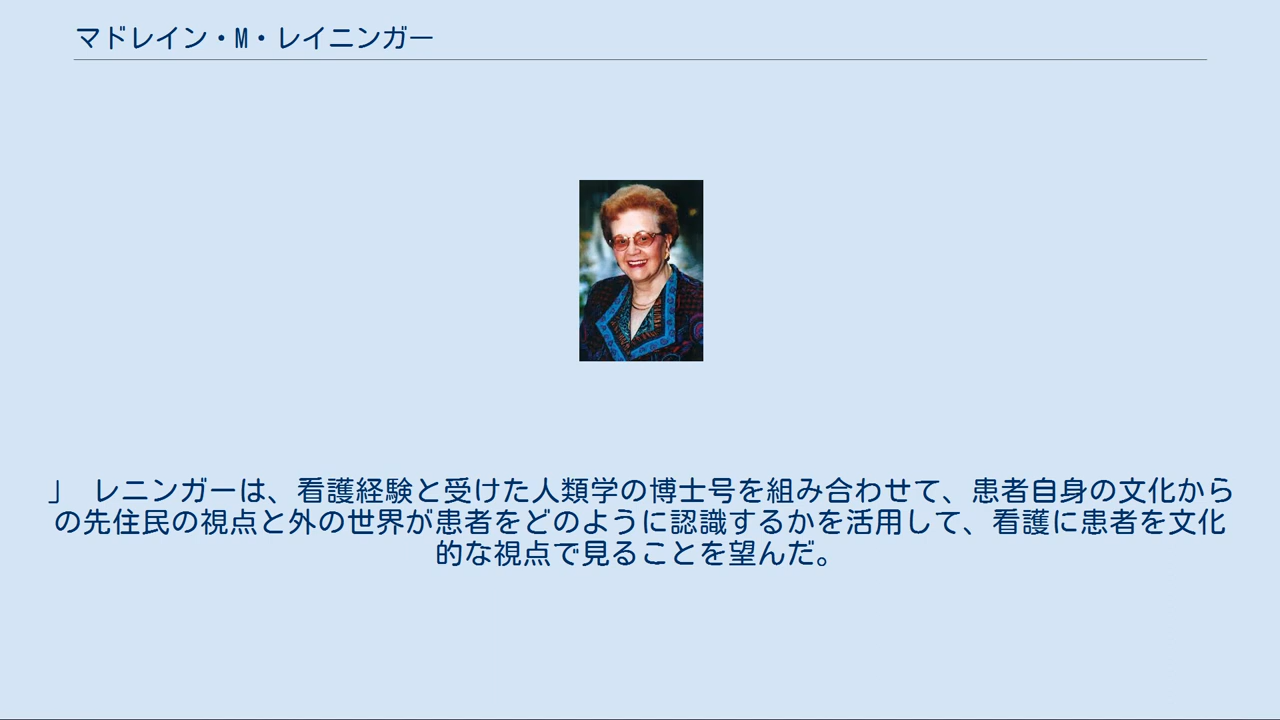 マドレイン・M・レイニンガー
」 レニンガーは、看護経験と受けた人類学の博士号を組み合わせて、患者自身の文化から
の先住民の視点と外の世界が患者をどのように認識するかを活用して、看護に患者を文化
的な視点で見ることを望んだ。